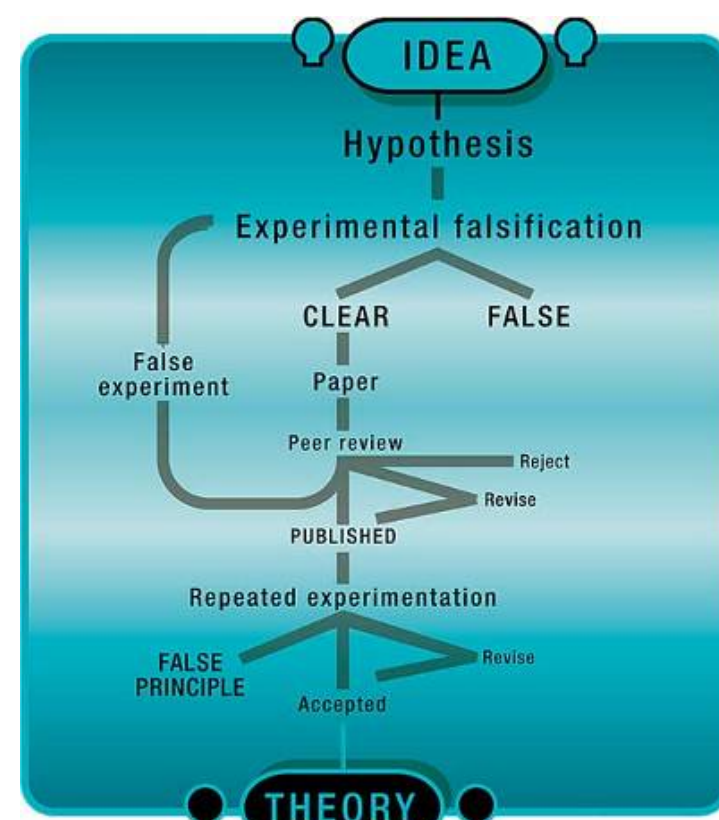 IDEA
Hypothesis
Experimental falsification
CLEAR
FALSE
False
experiment
Paper
Peer review
Reject
Revise
PUBLISHED
Repeated experimentation
FALSE
PRINCIPLE
Revise
Accepted
THEORY